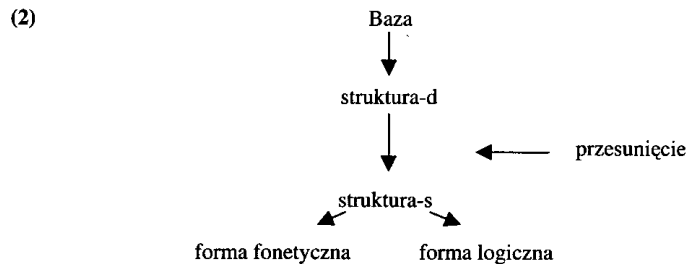 (2) Baza
struktura-d
przesunięcie
struktura-s
forma fonetyczna forma logiczna